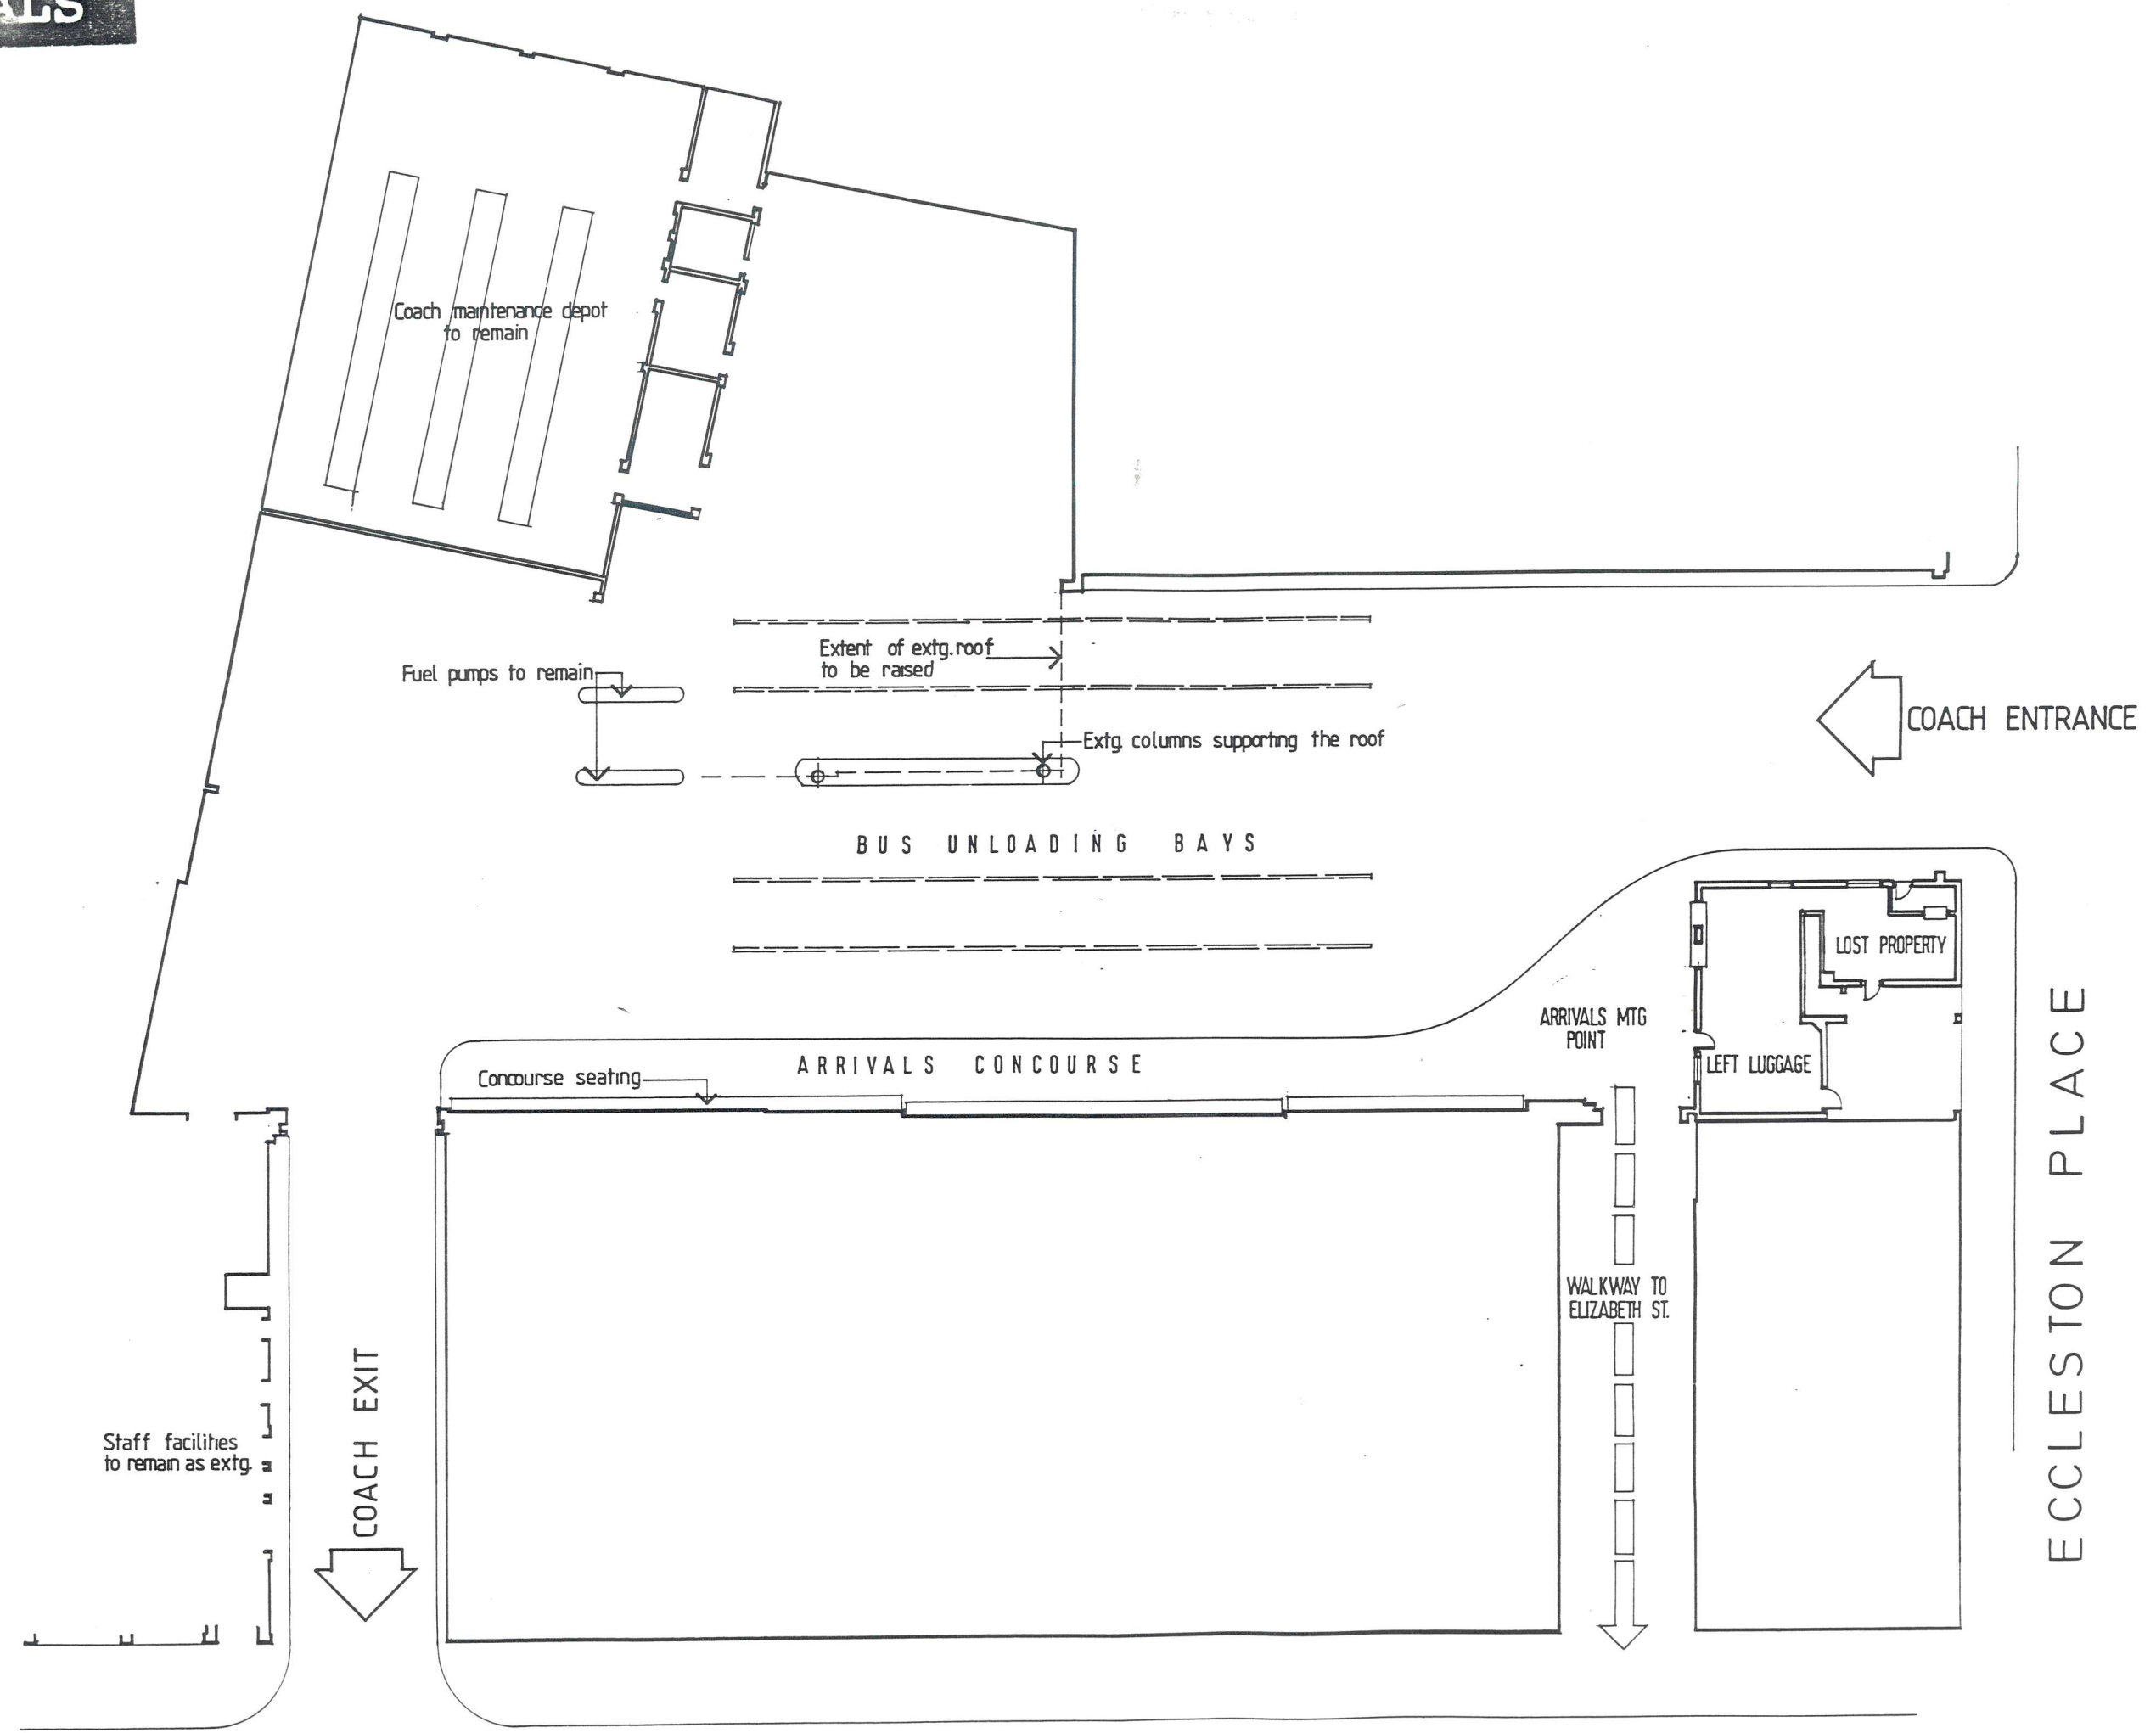 Coach maintenance depot
to remain
Extent of extg. roof
to be raised
Fuel pumps to remain
COACH ENTRANCE
Extg. columns supporting the roof
BUS UNLOADING BAYS
LOST PROPERTY
ARRIVALS MTG
POINT
ARRIVALS CONCOURSE
LEFT LUGGAGE
Concourse seating
ECCLESTON PLACE
WALKWAY TO
ELIZABETH ST.
COACH EXIT
Staff facilities
to remain as extg.